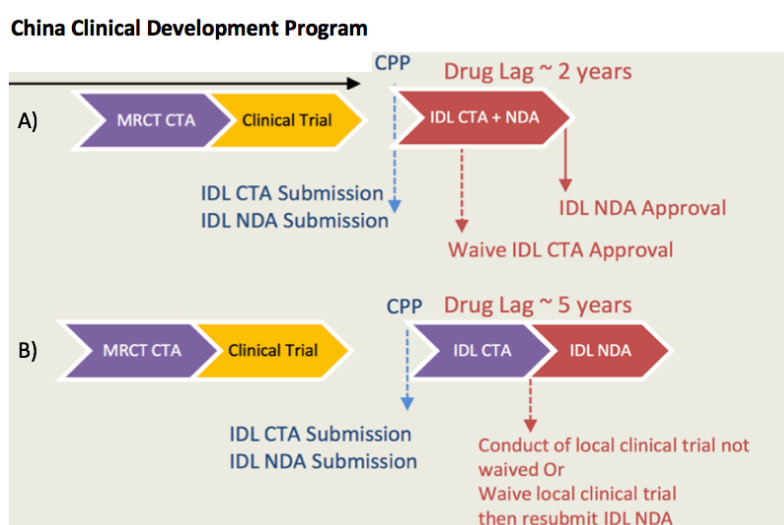 China Clinical Development Program
CPP
Drug Lag ~ 2 years
A)
MRCT CTA
Clinical Trial
IDL CTA + NDA
IDL CTA Submission
IDL NDA Submission
IDL NDA Approval
Waive IDL CTA Approval
CPP
Drug Lag ~ 5 years
B)
MRCT CTA
Clinical Trial
IDL CTA
IDL NDA
IDL CTA Submission
IDL NDA Submission
Conduct of local clinical trial not
waived Or
Waive local clinical trial
then resubmit IDL NDA